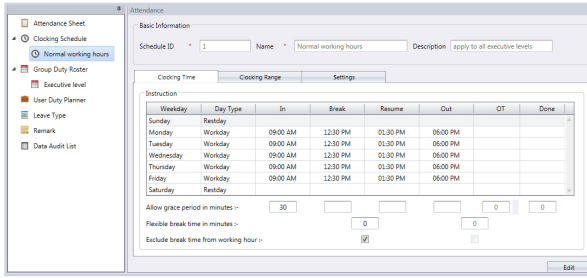 Attendance Sheet
Clocking Schedule
Normal working hours
Group Duty Roster
Executive level
User Duty Planner
Leave Type
Remark
Data Audit List
Attendance
Basic Information
Schedule ID * 1 Name * Normal working hours Description apply to all executive levels
Clocking Time Clocking Range Settings
Instruction
Weekday Day Type In Break Resume Out OT Done
Sunday Restday
Monday Workday 09:00 AM 12:30 PM 01:30 PM 06:00 PM
Tuesday Workday 09:00 AM 12:30 PM 01:30 PM 06:00 PM
Wednesday Workday 09:00 AM 12:30 PM 01:30 PM 06:00 PM
Thursday Workday 09:00 AM 12:30 PM 01:30 PM 06:00 PM
Friday Workday 09:00 AM 12:30 PM 01:30 PM 06:00 PM
Saturday Restday
Allow grace period in minutes :- 30 0 0
Flexible break time in minutes :- 0 0
Exclude break time from working hour :-
Edit